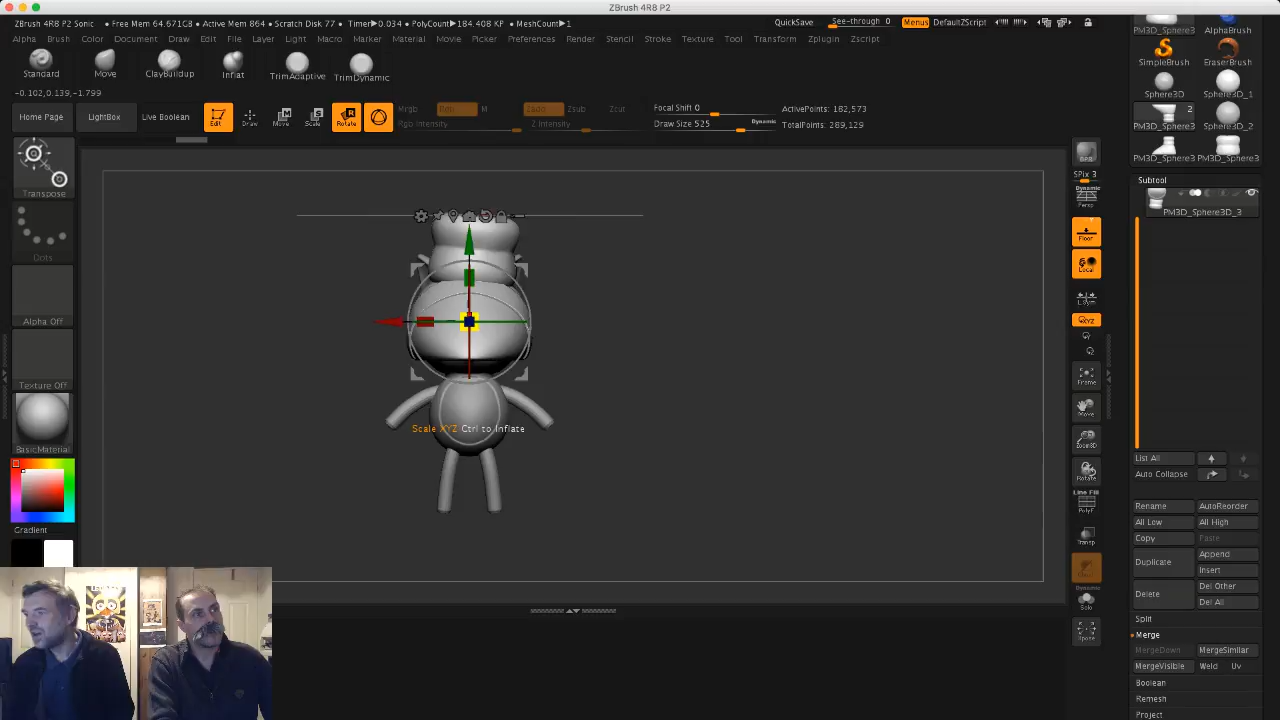 ZBrush 4R8 P2
ZBrush 4R8 P2 Sonic • Free Mem 64.671GB • Active Mem 864 • Scratch Disk 77 • Timer▶0.034 • PolyCount▶184.408 KP • MeshCount▶1
QuickSave See-through 0 Menus DefaultZScript
Alpha Brush Color Document Draw Edit File Layer Light Macro Marker Material Movie Picker Preferences Render Stencil Stroke Texture Tool Transform Zplugin Zscript
Standard Move ClayBuildup Inflat TrimAdaptive TrimDynamic
-0.102,0.139,-1.799
Home Page LightBox Live Boolean Edit Draw Move Scale Rotate
Mrgb M
Rgb Intensity
Zadd Zsub Zcut
Z Intensity
Focal Shift 0
Draw Size 525 Dynamic
ActivePoints: 182,573
TotalPoints: 289,129
Transpose
Dots
Alpha Off
Texture Off
BasicMaterial
Gradient
Scale XYZ Ctrl to Inflate
BPR
SPix 3
Dynamic
Persp
Floor
Local
L.Sym
XYZ
Frame
Move
Zoom3D
Rotate
Line Fill
PolyF
Transp
Dynamic
Solo
Xpose
PM3D_Sphere3 AlphaBrush
SimpleBrush EraserBrush
Sphere3D Sphere3D_1
2
PM3D_Sphere3 Sphere3D_2
PM3D_Sphere3 PM3D_Sphere3
Subtool
PM3D_Sphere3D_3
List All
Auto Collapse
Rename AutoReorder
All Low All High
Copy Paste
Duplicate Append
Insert
Delete Del Other
Del All
Split
Merge
MergeDown MergeSimilar
MergeVisible Weld Uv
Boolean
Remesh
Project